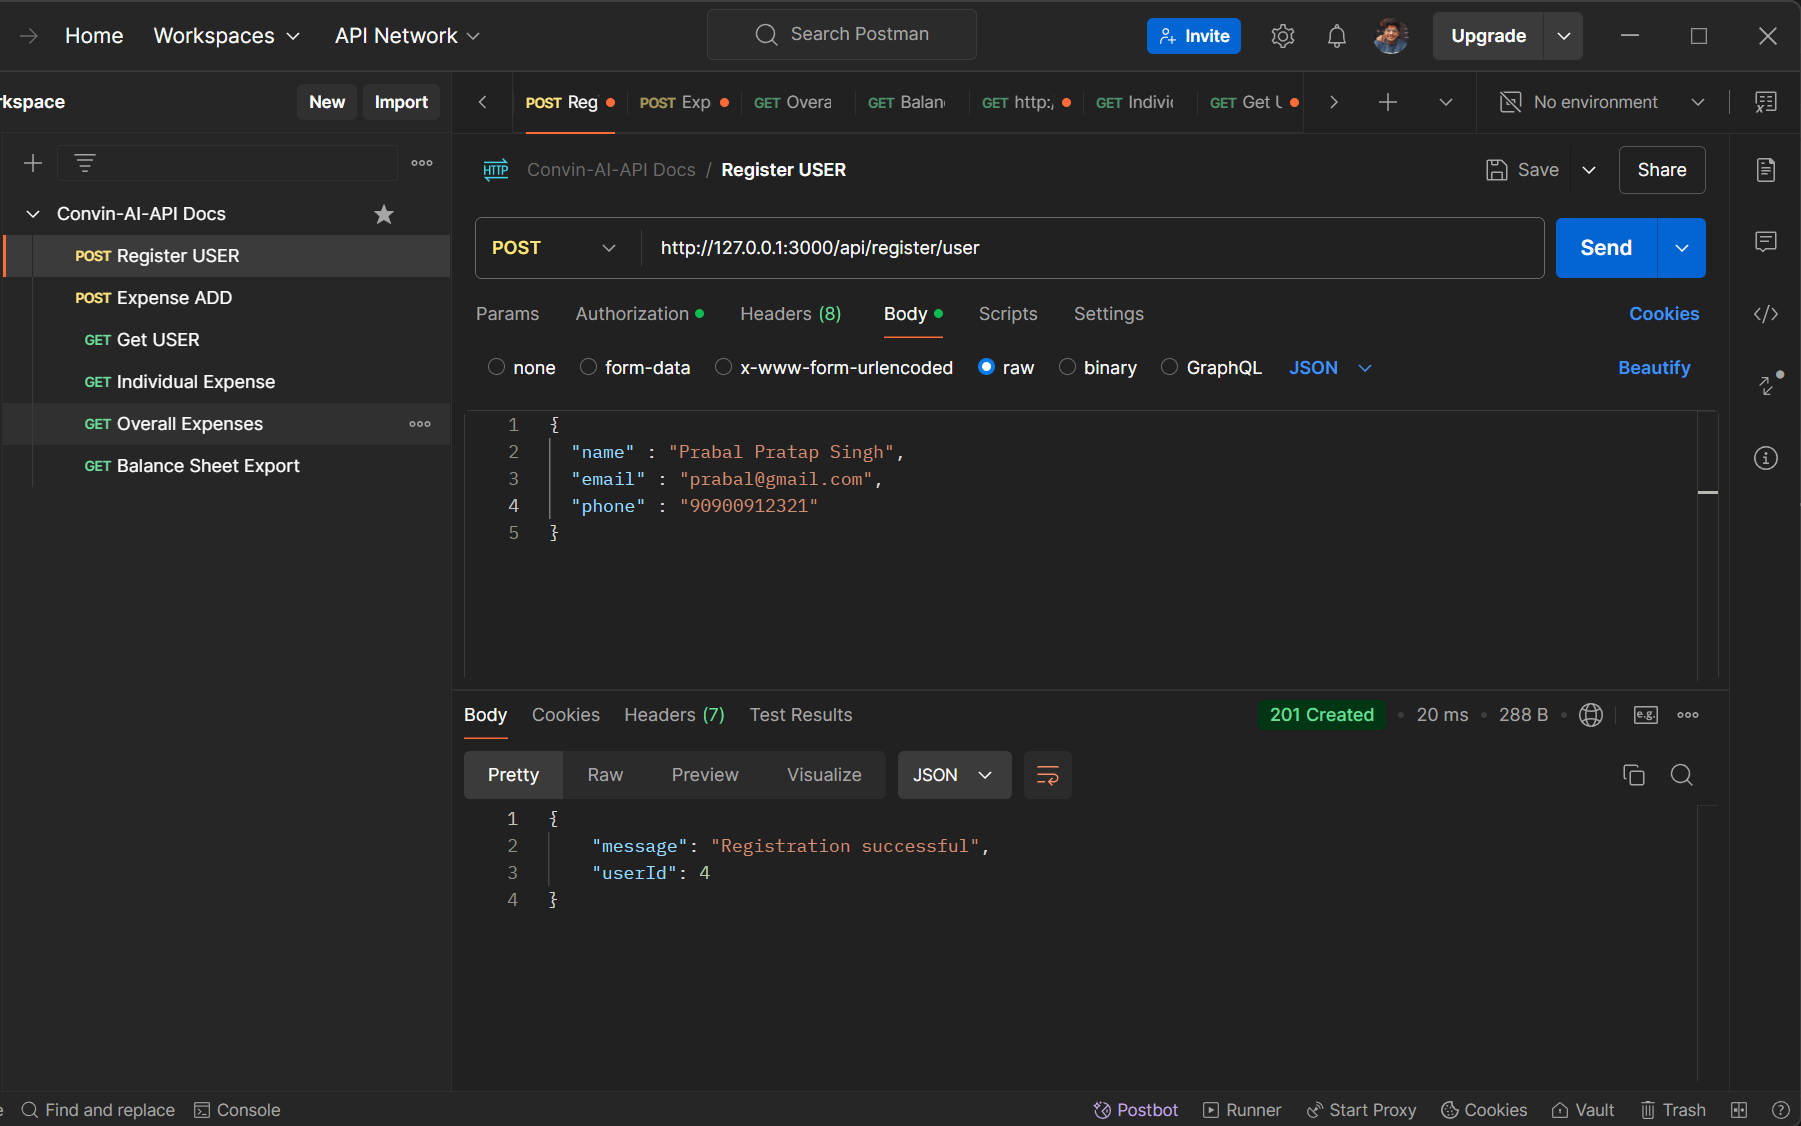 Home Workspaces API Network Search Postman Invite Upgrade
rkspace New Import
POST Reg POST Exp GET Overa GET Balan GET http:/ GET Indivi GET Get U No environment
HTTP Convin-AI-API Docs / Register USER Save Share
Convin-AI-API Docs
POST Register USER
POST Expense ADD
GET Get USER
GET Individual Expense
GET Overall Expenses
GET Balance Sheet Export
POST http://127.0.0.1:3000/api/register/user Send
Params Authorization Headers (8) Body Scripts Settings Cookies
none form-data x-www-form-urlencoded raw binary GraphQL JSON Beautify
1 {
2 "name" : "Prabal Pratap Singh",
3 "email" : "prabal@gmail.com",
4 "phone" : "90900912321"
5 }
Body Cookies Headers (7) Test Results 201 Created 20 ms 288 B e.g.
Pretty Raw Preview Visualize JSON
1 {
2 "message": "Registration successful",
3 "userId": 4
4 }
Find and replace Console Postbot Runner Start Proxy Cookies Vault Trash